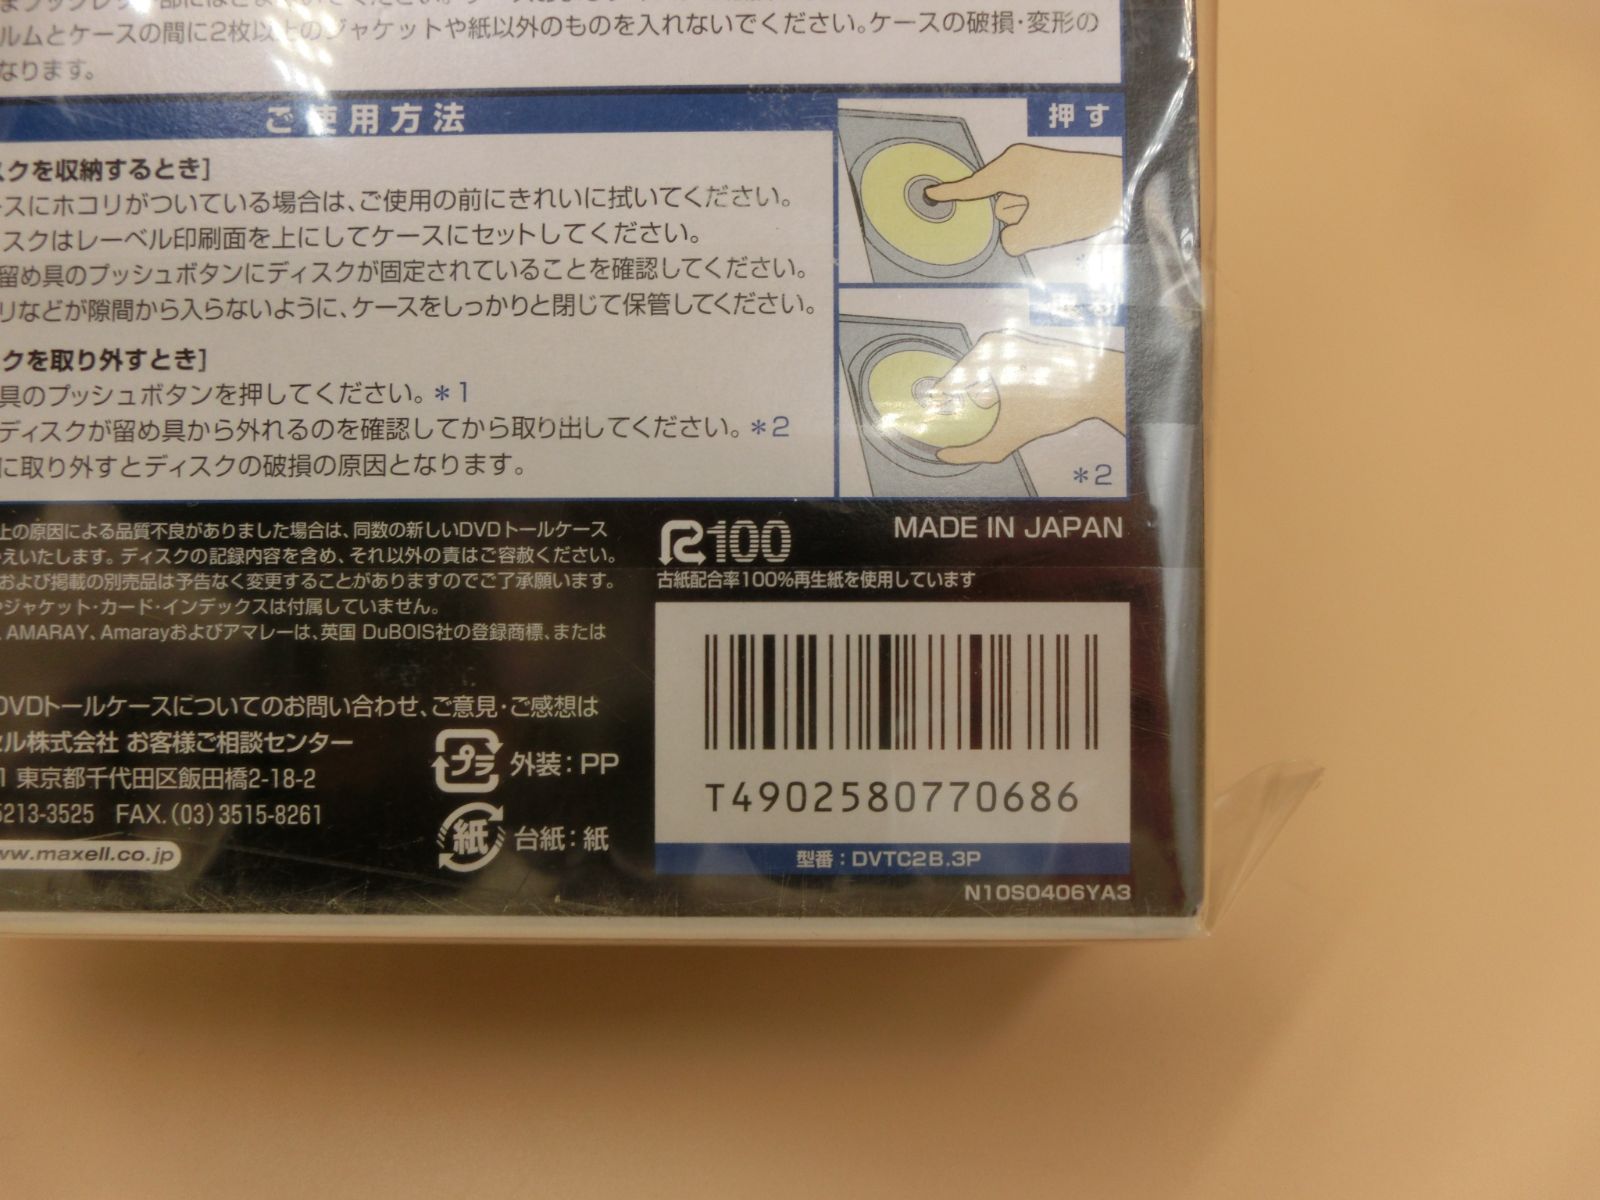 ルムとケースの間に2枚以上のジャケットや紙以外のものを入れないでください。ケースの破損・変形の
なります。
ご使用方法
スクを収納するとき]
ースにホコリがついている場合は、ご使用の前にきれいに拭いてください。
ィスクはレーベル印刷面を上にしてケースにセットしてください。
留め具のプッシュボタンにディスクが固定されていることを確認してください。
リなどが隙間から入らないように、ケースをしっかりと閉じて保管してください。
クを取り外すとき]
具のプッシュボタンを押してください。*1
ディスクが留め具から外れるのを確認してから取り出してください。*2
に取り外すとディスクの破損の原因となります。
押す
*2
上の原因による品質不良がありました場合は、同数の新しいDVDトールケース
えいたします。ディスクの記録内容を含め、それ以外の責はご容赦ください。
および掲載の別売品は予告なく変更することがありますのでご了承願います。
ジャケット・カード・インデックスは付属していません。
AMARAY、Amarayおよびアマレーは、英国 DuBOIS社の登録商標、または
DVDトールケースについてのお問い合わせ、ご意見・ご感想は
セル株式会社 お客様ご相談センター
1 東京都千代田区飯田橋2-18-2
5213-3525 FAX.(03)3515-8261
ww.maxell.co.jp
プラ 外装:PP
紙 台紙:紙
R100
MADE IN JAPAN
古紙配合率100%再生紙を使用しています
T4902580770686
型番:DVTC2B.3P
N10S0406YA3